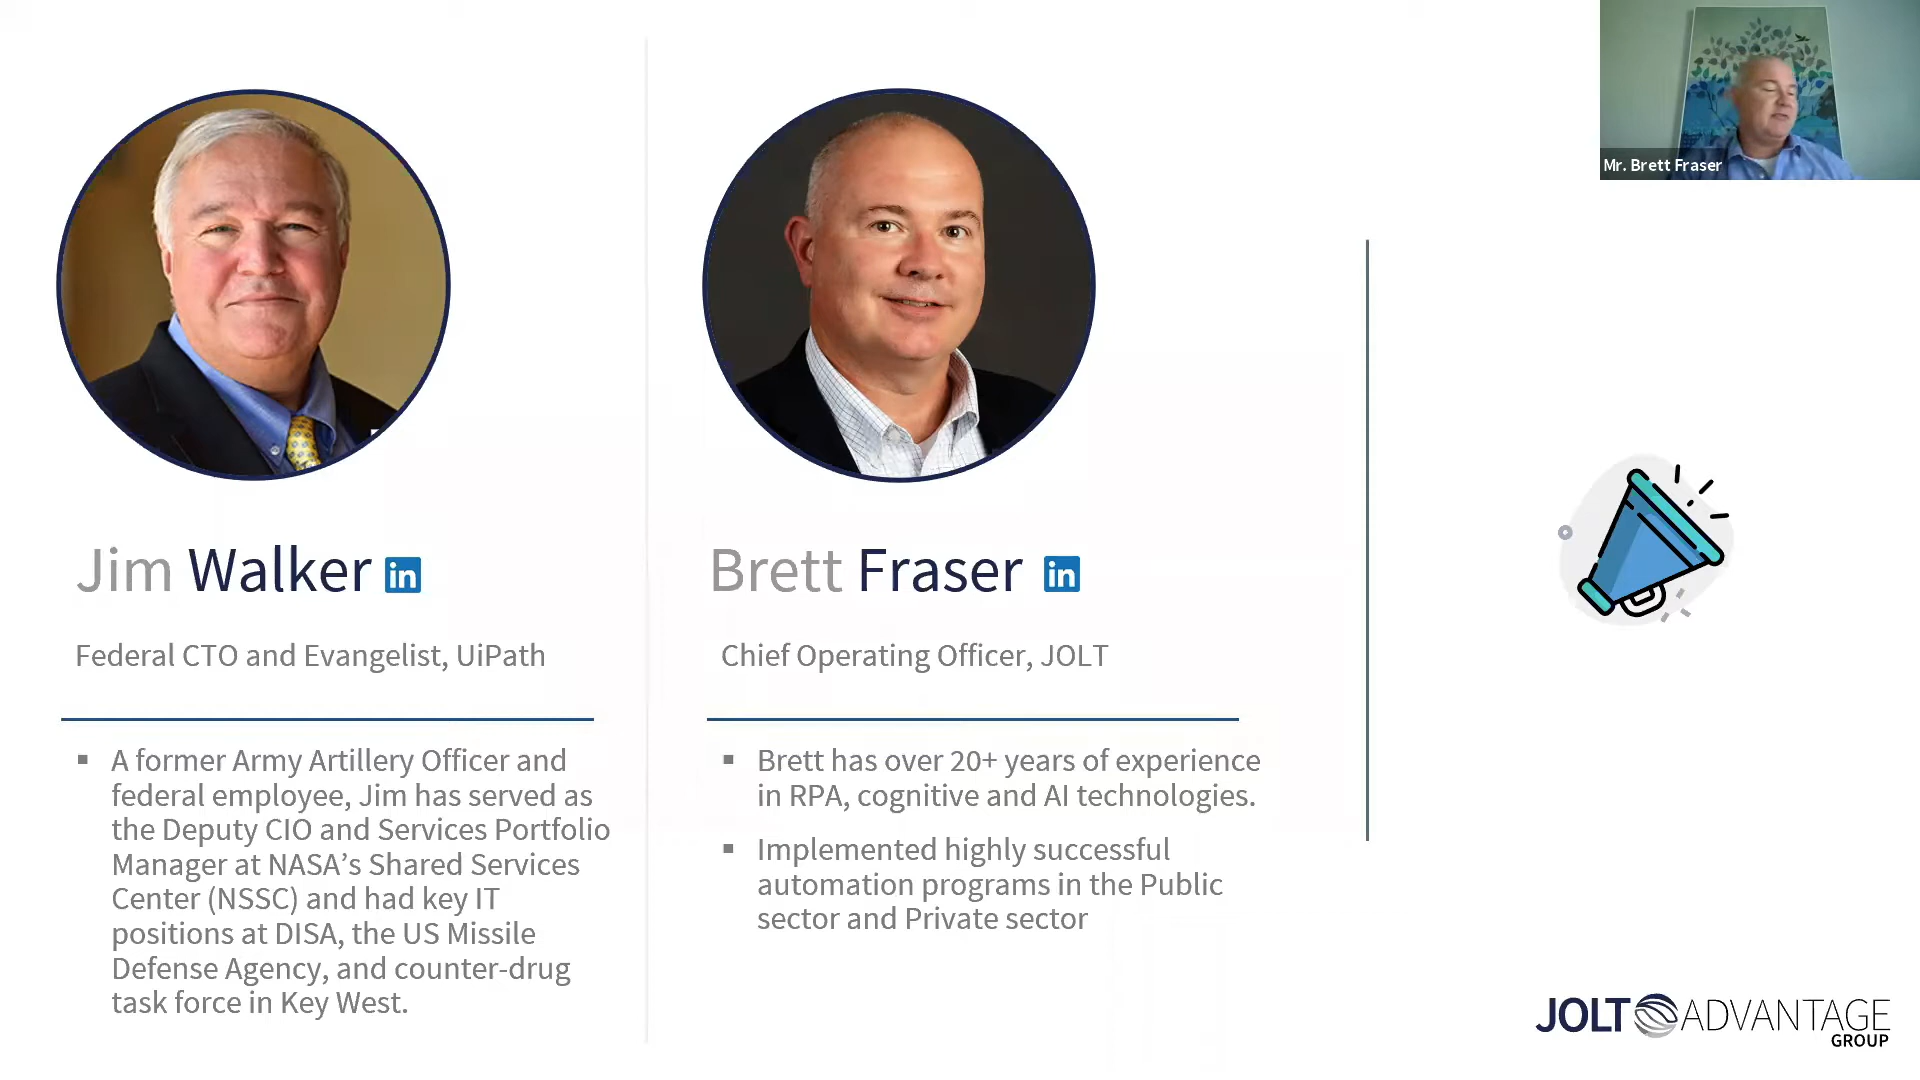 Mr. Brett Fraser
Jim Walker in
Federal CTO and Evangelist, UiPath
▪ A former Army Artillery Officer and
federal employee, Jim has served as
the Deputy CIO and Services Portfolio
Manager at NASA’s Shared Services
Center (NSSC) and had key IT
positions at DISA, the US Missile
Defense Agency, and counter-drug
task force in Key West.
Brett Fraser in
Chief Operating Officer, JOLT
▪ Brett has over 20+ years of experience
in RPA, cognitive and AI technologies.
▪ Implemented highly successful
automation programs in the Public
sector and Private sector
JOLT ADVANTAGE
GROUP